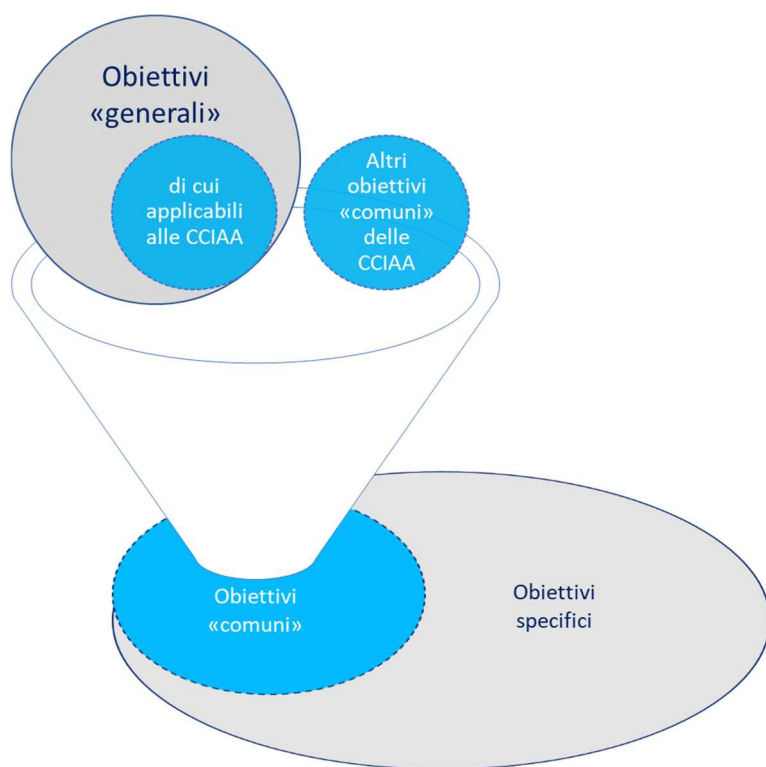 Obiettivi
«generali»
di cui
applicabili
alle CCIAA
Altri
obiettivi
«comuni»
delle
CCIAA
Obiettivi
«comuni»
Obiettivi
specifici